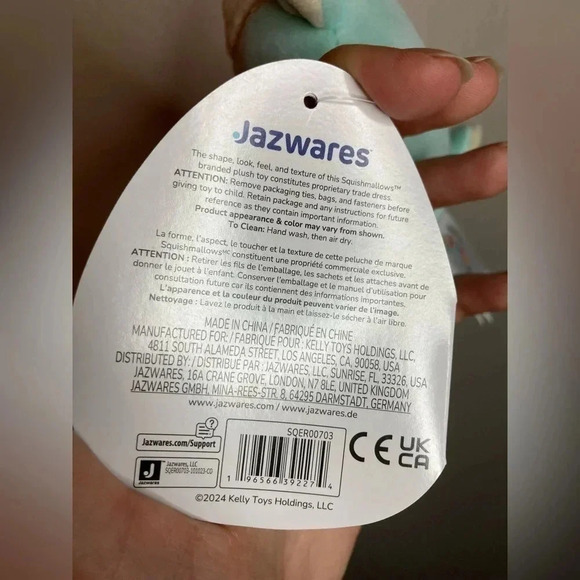 Jazwares
The shape, look, feel, and texture of this Squishmallows™
branded plush toy constitutes proprietary trade dress.
ATTENTION: Remove packaging ties, bags, and fasteners before
giving toy to child. Retain package and any instructions for future
reference as they contain important information.
Product appearance & color may vary from shown.
To Clean: Hand wash, then air dry.
La forme, l'aspect, le toucher et la texture de cette peluche de marque
Squishmallows™ constituent une propriété commerciale exclusive.
ATTENTION : Retirer les fils de l'emballage, les sachets et les attaches avant de
donner le jouet à l'enfant. Conserver l'emballage et le manuel d'utilisation pour
consultation future car ils contiennent des informations importantes.
L'apparence et la couleur du produit peuvent varier de l'image.
Nettoyage : Lavez le produit à la main et laissez-le sécher à l'air libre.
MADE IN CHINA / FABRIQUÉ EN CHINE
MANUFACTURED FOR: / FABRIQUÉ POUR : KELLY TOYS HOLDINGS, LLC,
4811 SOUTH ALAMEDA STREET, LOS ANGELES, CA, 90058, USA
DISTRIBUTED BY: / DISTRIBUÉ PAR : JAZWARES, LLC, SUNRISE, FL, 33326, USA
JAZWARES, 16A CRANE GROVE, LONDON, N7 8LE, UNITED KINGDOM
JAZWARES GMBH, MINA-REES-STR. 8, 64295 DARMSTADT, GERMANY
www.jazwares.com / www.jazwares.de
?
Jazwares.com/Support
J
JAZWARES
Jazwares, LLC.
SQER00703-101023-CO
SQER00703
1 96566 39227 4
CE UK CA
©2024 Kelly Toys Holdings, LLC